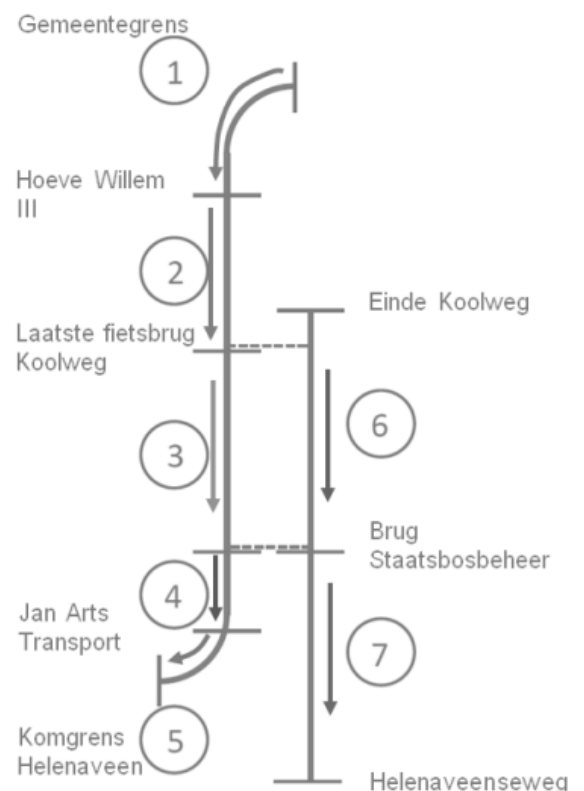 Gemeentegrens
1
Hoeve Willem
III
2
Einde Koolweg
Laatste fietsbrug
Koolweg
6
3
Brug
Staatsbosbeheer
4
Jan Arts
Transport
7
Komgrens
Helenaveen
5
Helenaveenseweg